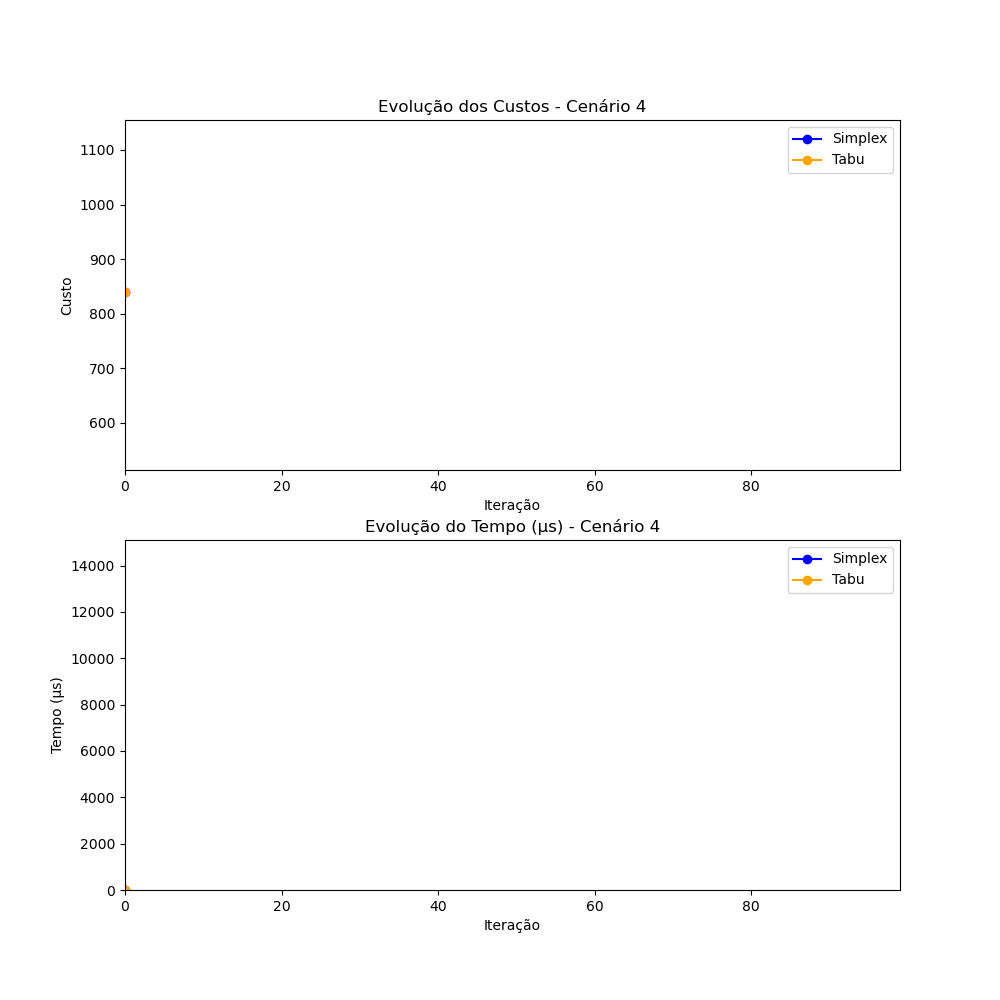 Evolução dos Custos - Cenário 4
Simplex
Tabu
1100
1000
900
800
700
600
Custo
0 20 40 60 80
Iteração
Evolução do Tempo (µs) - Cenário 4
Simplex
Tabu
14000
12000
10000
8000
6000
4000
2000
0
Tempo (µs)
0 20 40 60 80
Iteração